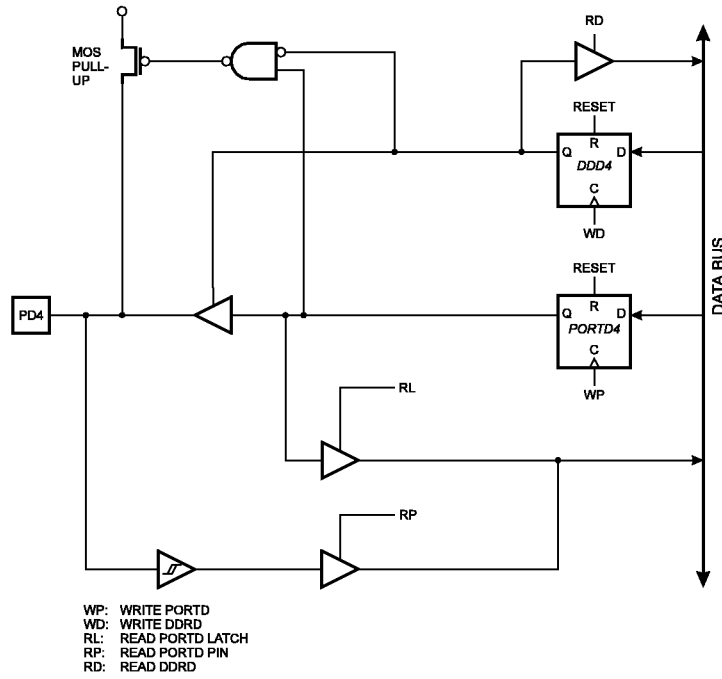 RD
MOS
PULL-
UP
RESET
R
Q
D
DDD4
C
WD
DATA BUS
RESET
R
Q
D
PD4
PORTD4
C
WP
RL
RP
WP: WRITE PORTD
WD: WRITE DDRD
RL: READ PORTD LATCH
RP: READ PORTD PIN
RD: READ DDRD